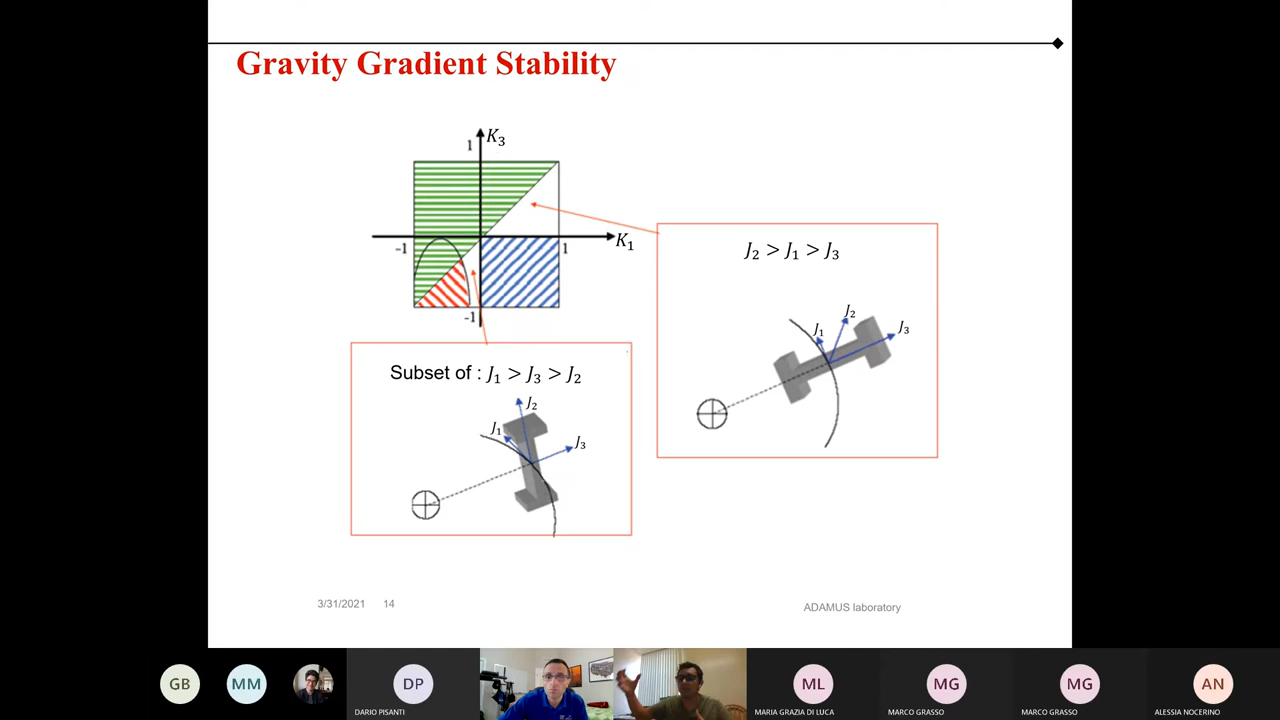 Gravity Gradient Stability
K₃
1
-1
1
K₁
-1
J₂ > J₁ > J₃
J₁
J₂
J₃
Subset of : J₁ > J₃ > J₂
J₂
J₁
J₃
3/31/2021 14
ADAMUS laboratory
GB
MM
DP
DARIO PISANTI
ML
MARIA GRAZIA DI LUCA
MG
MARCO GRASSO
MG
MARCO GRASSO
AN
ALESSIA NOCERINO